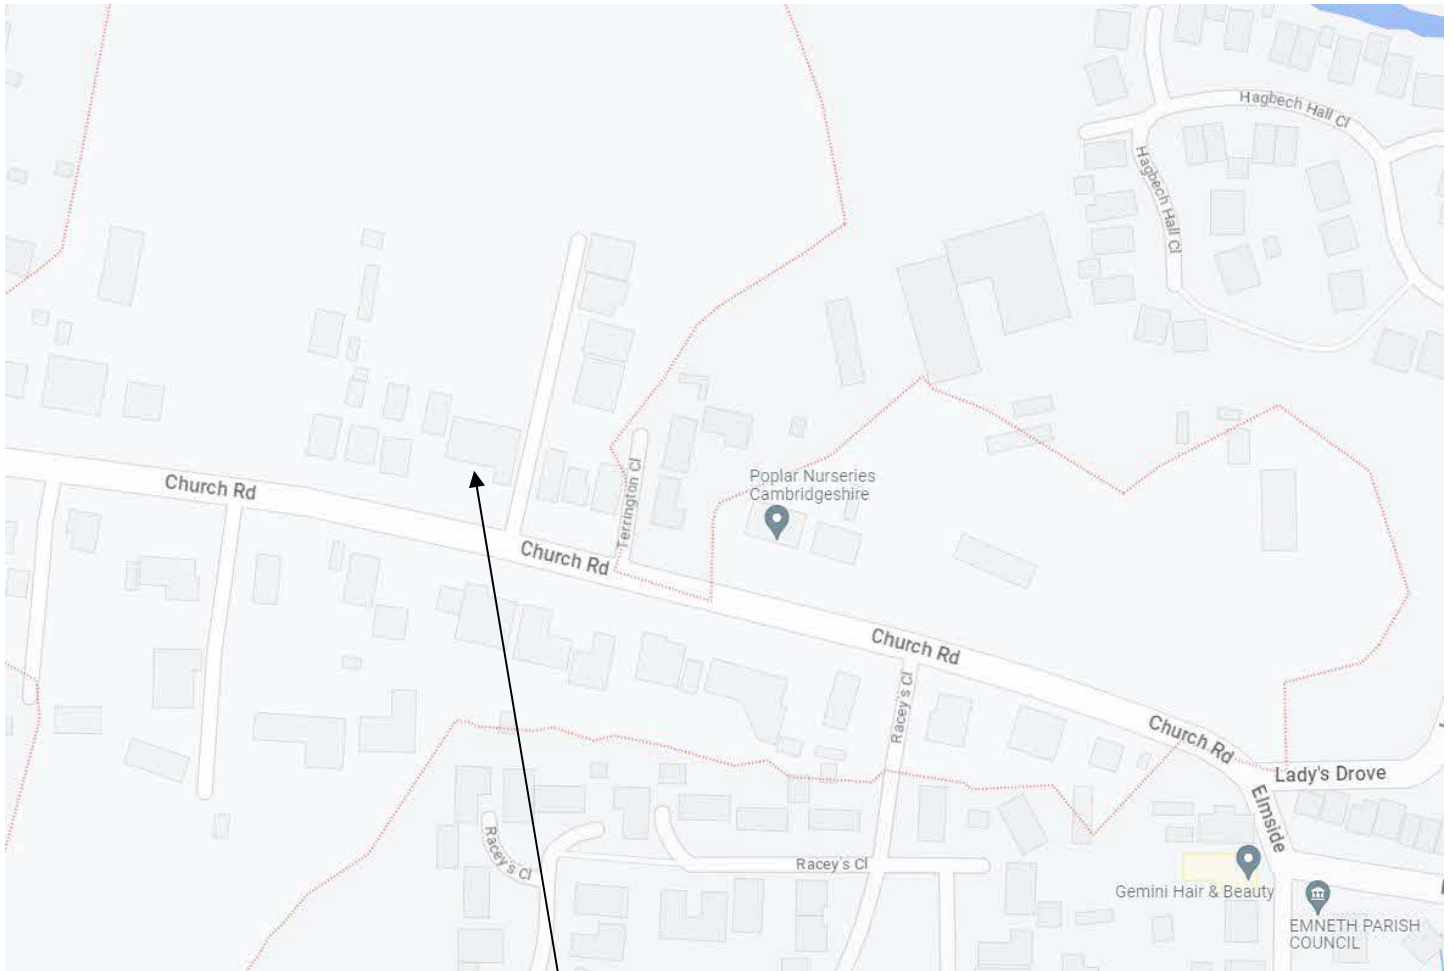 Hagbech Hall Cl
Hagbech Hall Cl
Church Rd
Poplar Nurseries
Cambridgeshire
Terrington Cl
Church Rd
Church Rd
Racey's Cl
Church Rd
Lady's Drove
Elmside
Racey's Cl
Racey's Cl
Gemini Hair & Beauty
EMNETH PARISH
COUNCIL